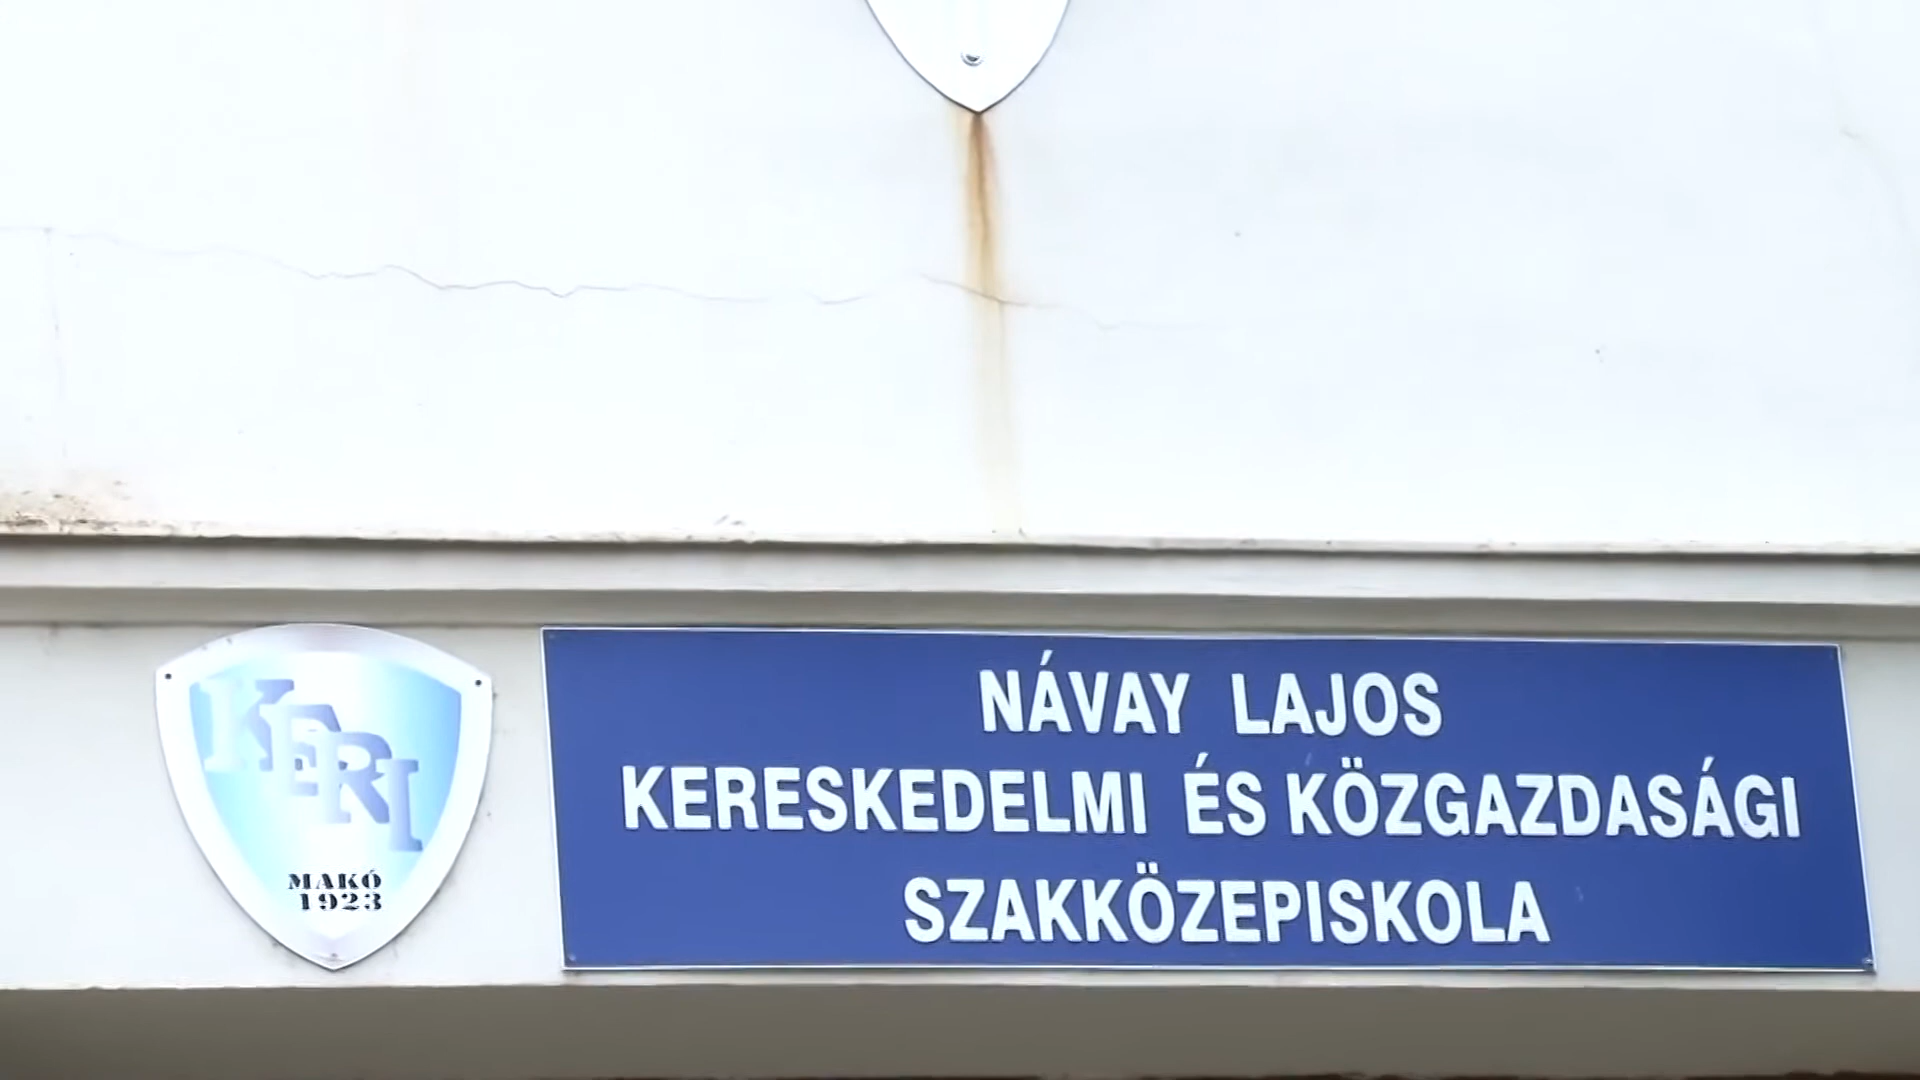 KERI
MAKÓ
1923
NÁVAY LAJOS
KERESKEDELMI ÉS KÖZGAZDASÁGI
SZAKKÖZEPISKOLA